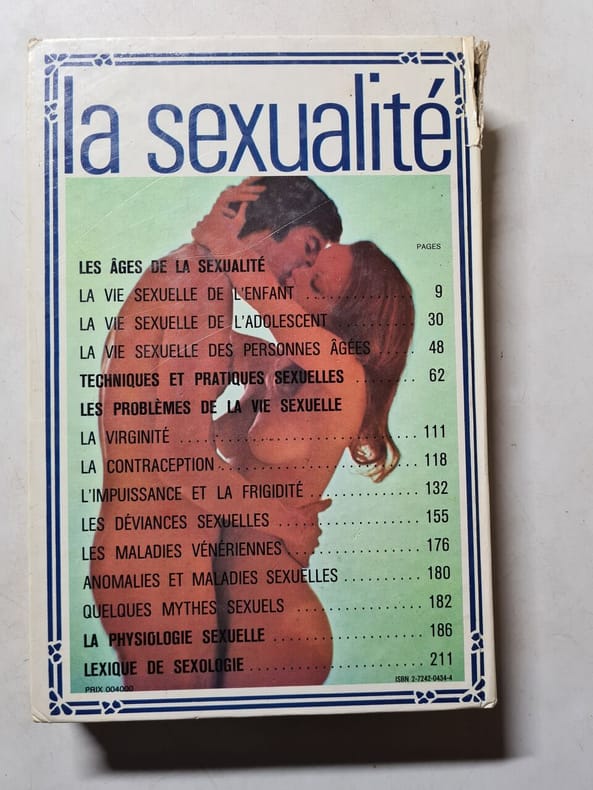 la sexualité
PAGES
LES ÂGES DE LA SEXUALITÉ
LA VIE SEXUELLE DE L'ENFANT .............. 9
LA VIE SEXUELLE DE L'ADOLESCENT ......... 30
LA VIE SEXUELLE DES PERSONNES ÂGÉES ..... 48
TECHNIQUES ET PRATIQUES SEXUELLES ........ 62
LES PROBLÈMES DE LA VIE SEXUELLE
LA VIRGINITÉ .............................. 111
LA CONTRACEPTION ........................ 118
L'IMPUISSANCE ET LA FRIGIDITÉ ............. 132
LES DÉVIANCES SEXUELLES .................. 155
LES MALADIES VÉNÉRIENNES ................. 176
ANOMALIES ET MALADIES SEXUELLES .......... 180
QUELQUES MYTHES SEXUELS ................ 182
LA PHYSIOLOGIE SEXUELLE ................... 186
LEXIQUE DE SEXOLOGIE ...................... 211
PRIX 004000
ISBN 2-7242-0434-4